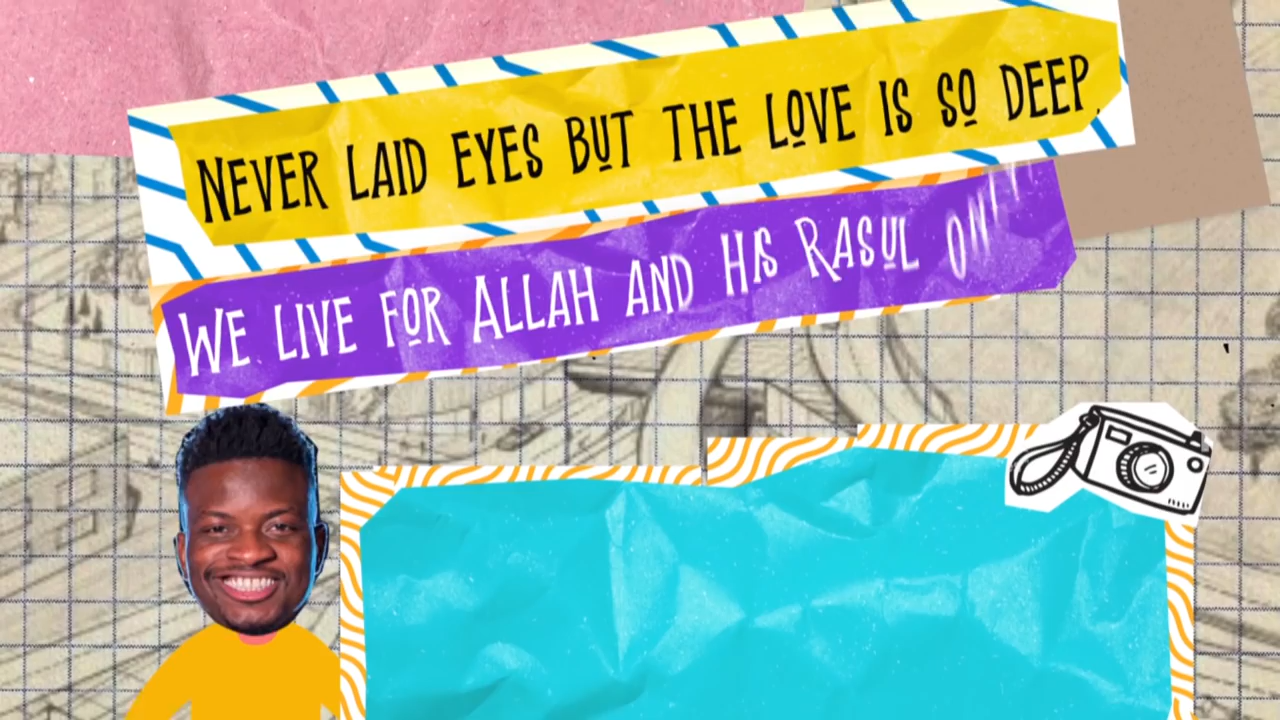 Never laid eyes but the love is so deep.
We live for Allah and His Rasul